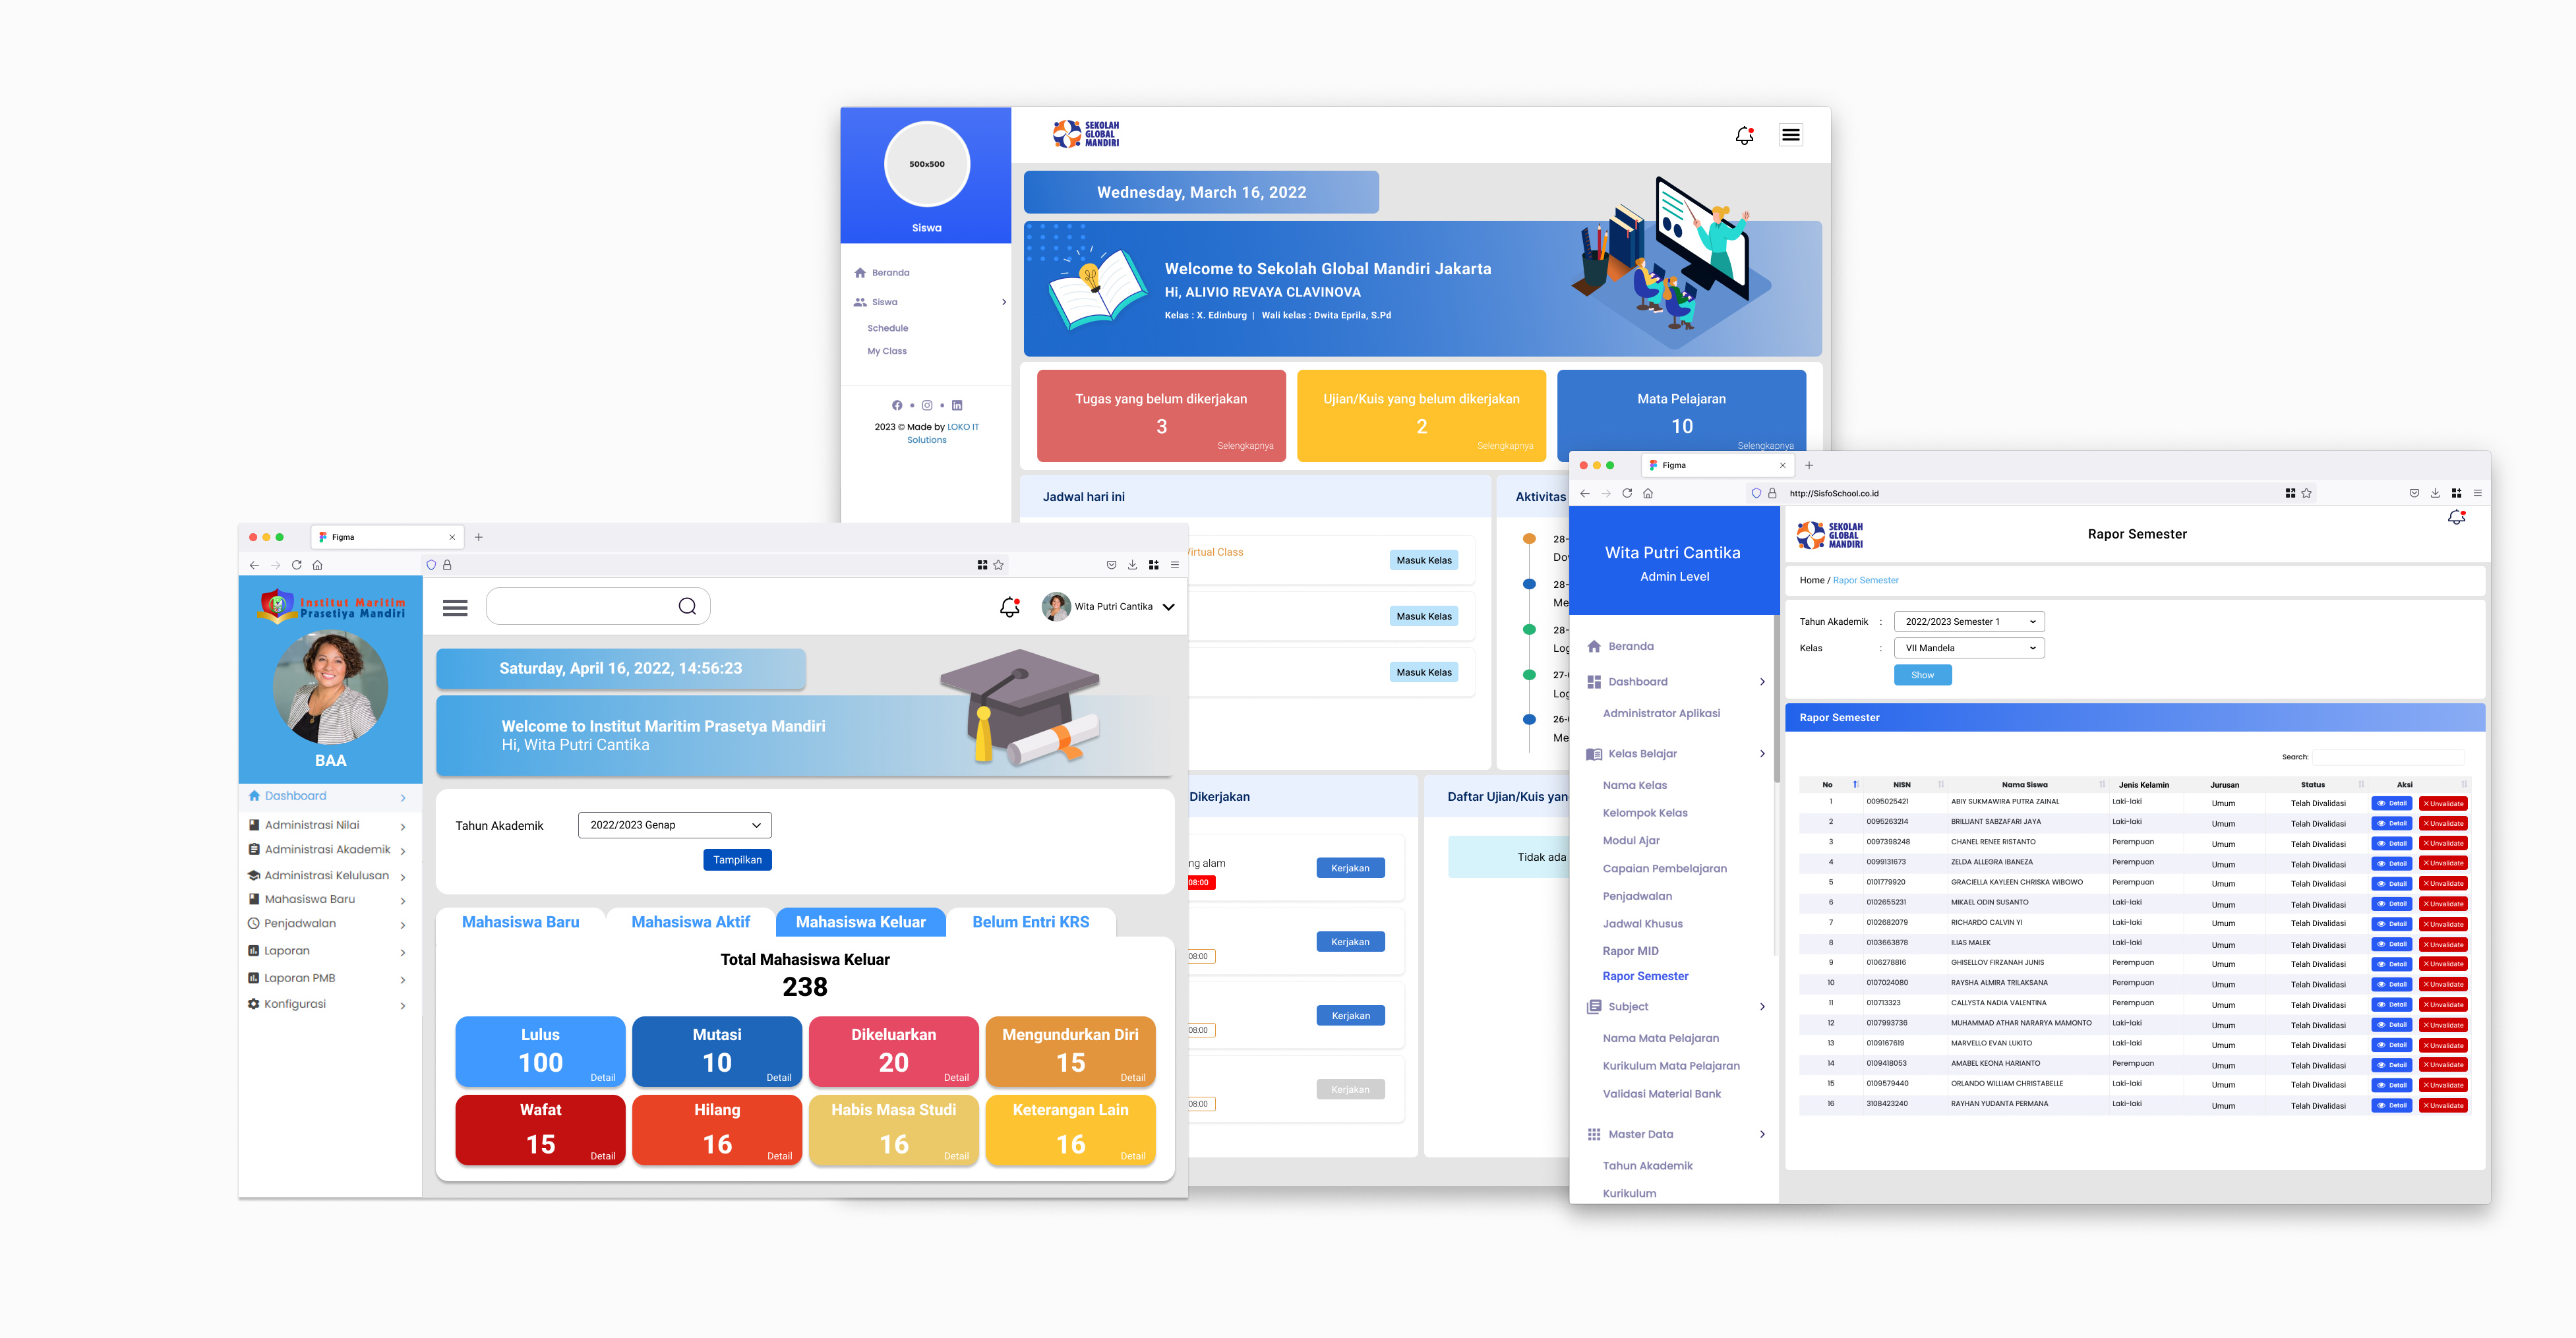 500x500
Siswa
Beranda
Siswa
Schedule
My Class
2023 © Made by LOKO IT
Solutions
SEKOLAH
GLOBAL
MANDIRI
Wednesday, March 16, 2022
Welcome to Sekolah Global Mandiri Jakarta
Hi, ALIVIO REVAYA CLAVINOVA
Kelas : X. Edinburg | Wali kelas : Dwita Eprila, S.Pd
Tugas yang belum dikerjakan
3
Selengkapnya
Ujian/Kuis yang belum dikerjakan
2
Selengkapnya
Mata Pelajaran
10
Selengkapnya
Jadwal hari ini
Aktivitas
Virtual Class
Masuk Kelas
Masuk Kelas
Masuk Kelas
28-
Dov
28-
Me
28-
Log
27-
Log
26-
Me
Dikerjakan
ng alam
08:00
Kerjakan
Kerjakan
08.00
Kerjakan
08.00
Kerjakan
08.00
Daftar Ujian/Kuis yan
Tidak ada
Figma
Institut Maritim
Prasetiya Mandiri
BAA
Dashboard
Administrasi Nilai
Administrasi Akademik
Administrasi Kelulusan
Mahasiswa Baru
Penjadwalan
Laporan
Laporan PMB
Konfigurasi
Wita Putri Cantika
Saturday, April 16, 2022, 14:56:23
Welcome to Institut Maritim Prasetya Mandiri
Hi, Wita Putri Cantika
Tahun Akademik 2022/2023 Genap
Tampilkan
Mahasiswa Baru Mahasiswa Aktif Mahasiswa Keluar Belum Entri KRS
Total Mahasiswa Keluar
238
Lulus
100
Detail
Mutasi
10
Detail
Dikeluarkan
20
Detail
Mengundurkan Diri
15
Detail
Wafat
15
Detail
Hilang
16
Detail
Habis Masa Studi
16
Detail
Keterangan Lain
16
Detail
Figma
http://SisfoSchool.co.id
Wita Putri Cantika
Admin Level
Beranda
Dashboard
Administrator Aplikasi
Kelas Belajar
Nama Kelas
Kelompok Kelas
Modul Ajar
Capaian Pembelajaran
Penjadwalan
Jadwal Khusus
Rapor MID
Rapor Semester
Subject
Nama Mata Pelajaran
Kurikulum Mata Pelajaran
Validasi Material Bank
Master Data
Tahun Akademik
Kurikulum
SEKOLAH
GLOBAL
MANDIRI
Rapor Semester
Home / Rapor Semester
Tahun Akademik : 2022/2023 Semester 1
Kelas : VII Mandela
Show
Rapor Semester
Search:
No NISN Nama Siswa Jenis Kelamin Jurusan Status Aksi
1 0095025421 ABIY SUKMAWIRA PUTRA ZAINAL Laki-laki Umum Telah Divalidasi Detail Unvalidate
2 0095263214 BRILLIANT SABZAFARI JAYA Laki-laki Umum Telah Divalidasi Detail Unvalidate
3 0097398248 CHANEL RENEE RISTANTO Perempuan Umum Telah Divalidasi Detail Unvalidate
4 0099131673 ZELDA ALLEGRA IBANEZA Perempuan Umum Telah Divalidasi Detail Unvalidate
5 0101779920 GRACIELLA KAYLEEN CHRISKA WIBOWO Perempuan Umum Telah Divalidasi Detail Unvalidate
6 0102655231 MIKAEL ODIN SUSANTO Laki-laki Umum Telah Divalidasi Detail Unvalidate
7 0102682079 RICHARDO CALVIN YI Laki-laki Umum Telah Divalidasi Detail Unvalidate
8 0103663878 ILIAS MALEK Laki-laki Umum Telah Divalidasi Detail Unvalidate
9 0106278816 GHISELLOV FIRZANAH JUNIS Perempuan Umum Telah Divalidasi Detail Unvalidate
10 0107024080 RAYSHA ALMIRA TRILAKSANA Perempuan Umum Telah Divalidasi Detail Unvalidate
11 010713323 CALLYSTA NADIA VALENTINA Perempuan Umum Telah Divalidasi Detail Unvalidate
12 0107993736 MUHAMMAD ATHAR NARARYA MAMONTO Laki-laki Umum Telah Divalidasi Detail Unvalidate
13 0109167619 MARVELLO EVAN LUKITO Laki-laki Umum Telah Divalidasi Detail Unvalidate
14 0109418053 AMABEL KEONA HARIANTO Perempuan Umum Telah Divalidasi Detail Unvalidate
15 0109579440 ORLANDO WILLIAM CHRISTABELLE Laki-laki Umum Telah Divalidasi Detail Unvalidate
16 3108423240 RAYHAN YUDANTA PERMANA Laki-laki Umum Telah Divalidasi Detail Unvalidate